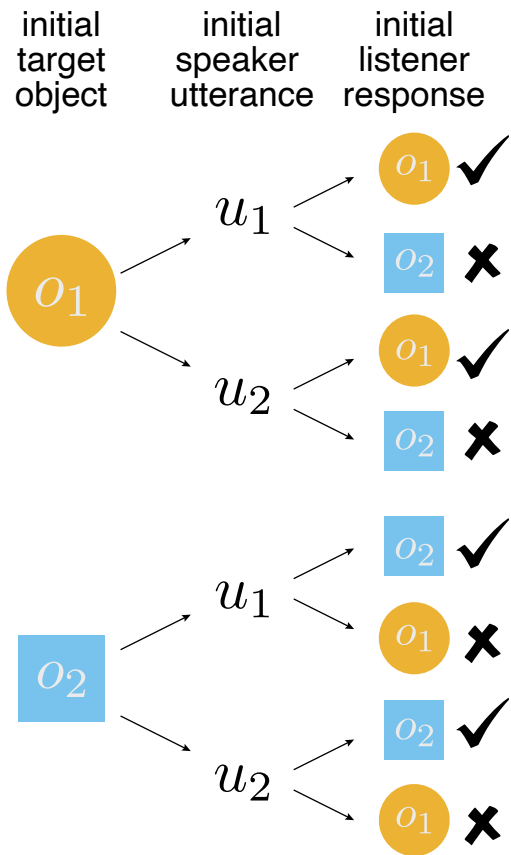 initial target object
initial speaker utterance
initial listener response
o₁
u₁
o₁ ✓
o₂ ✘
u₂
o₁ ✓
o₂ ✘
o₂
u₁
o₂ ✓
o₁ ✘
u₂
o₂ ✓
o₁ ✘